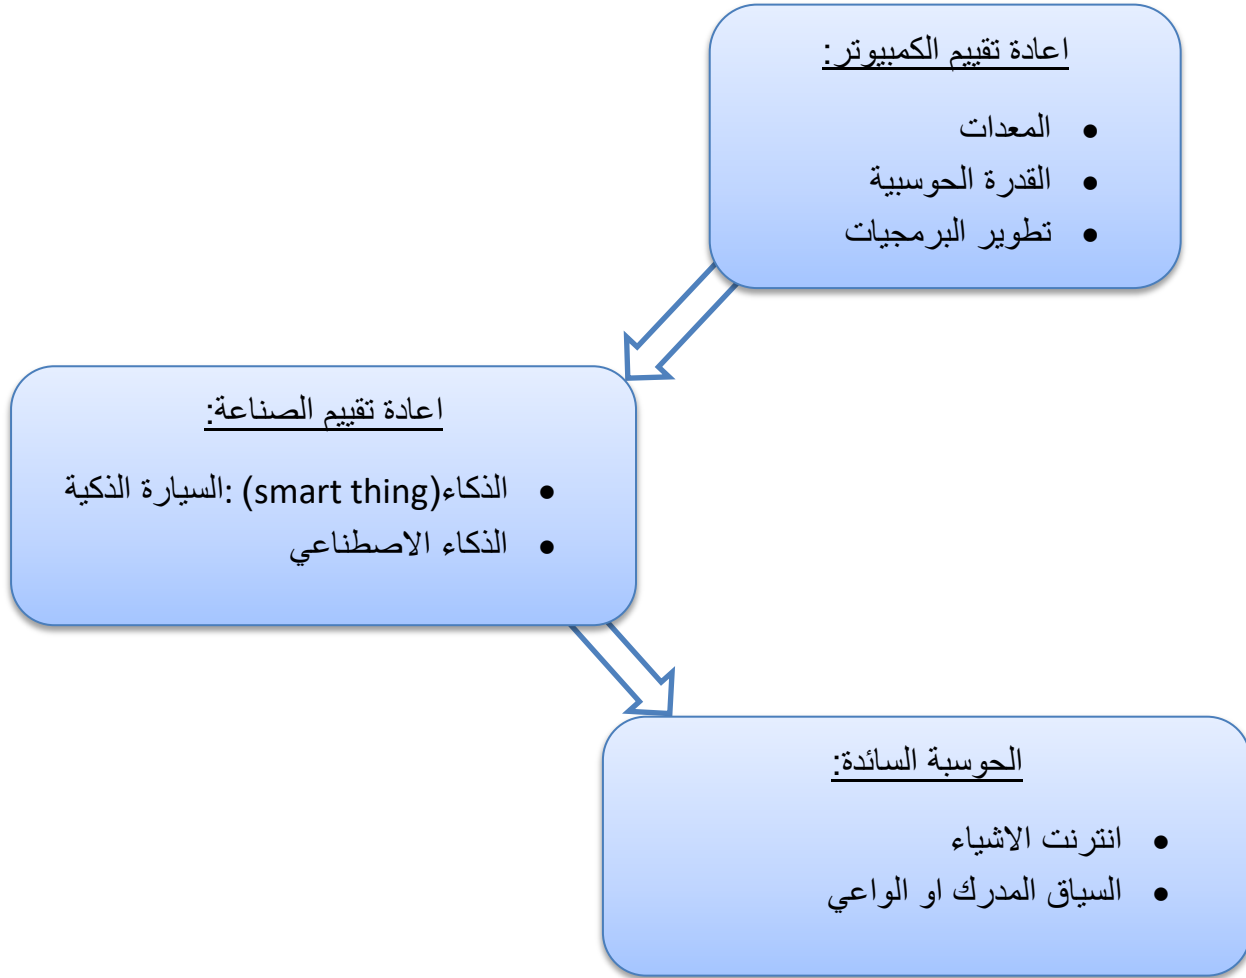 اعادة تقييم الكمبيوتر:
• المعدات
• القدرة الحوسبية
• تطوير البرمجيات
اعادة تقييم الصناعة:
• الذكاء(smart thing) :السيارة الذكية
• الذكاء الاصطناعي
الحوسبة السائدة:
• انترنت الاشياء
• السياق المدرك او الواعي